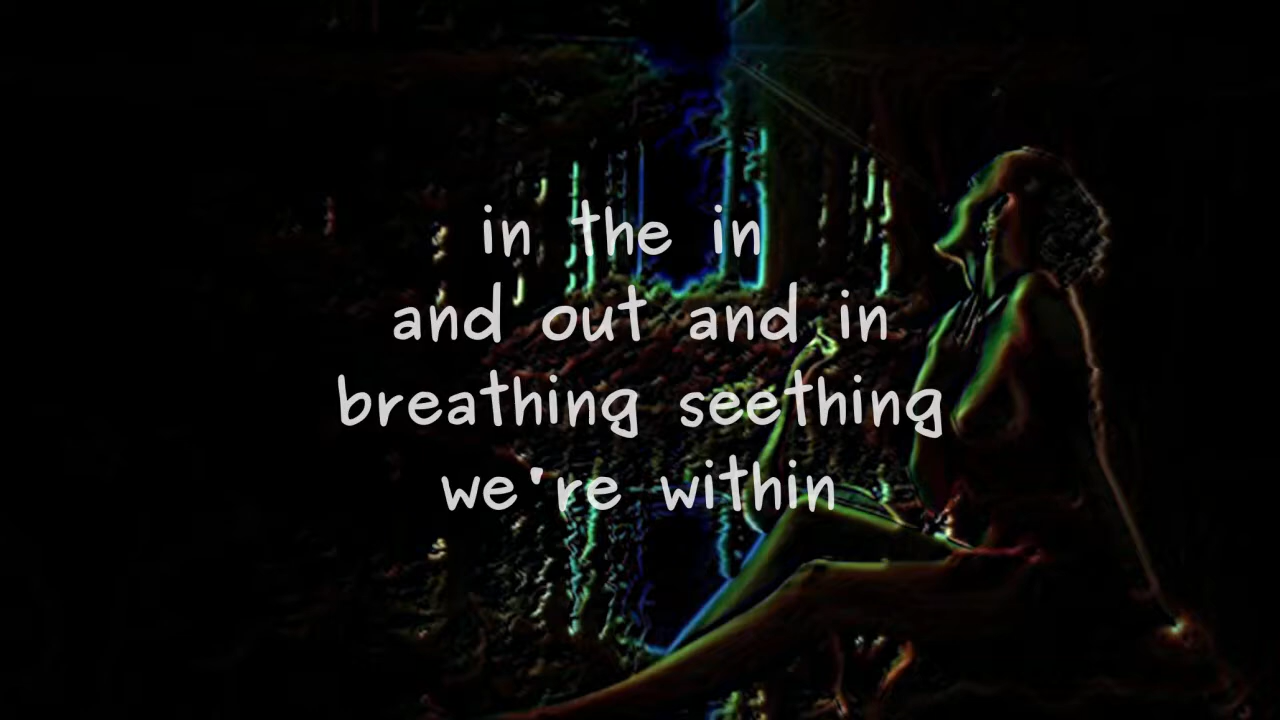 in the in
and out and in
breathing seething
we're within